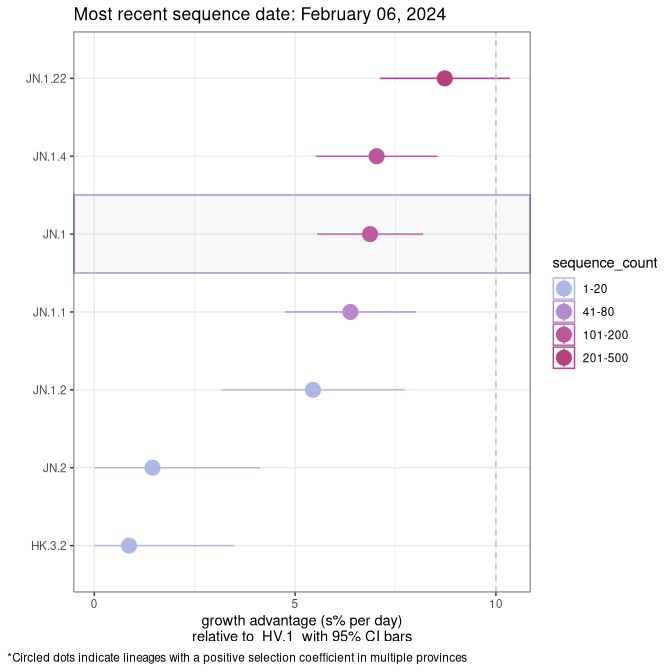 Most recent sequence date: February 06, 2024
JN.1.22
JN.1.4
JN.1
JN.1.1
JN.1.2
JN.2
HK.3.2
0
5
10
growth advantage (s% per day)
relative to  HV.1  with 95% CI bars
sequence_count
1-20
41-80
101-200
201-500
*Circled dots indicate lineages with a positive selection coefficient in multiple provinces